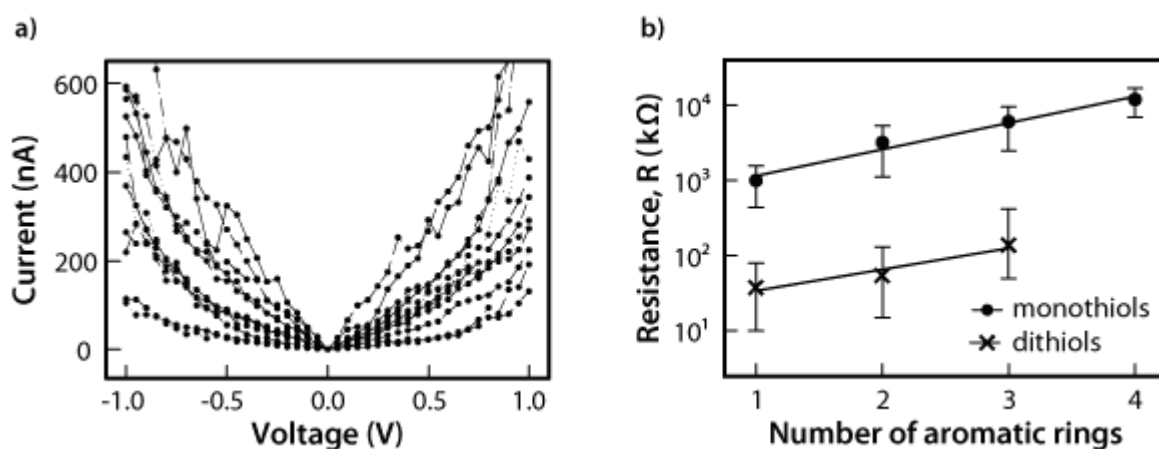 a)
Current (nA)
600
400
200
0
-1.0
-0.5
0.0
0.5
1.0
Voltage (V)
b)
Resistance, R (kΩ)
10⁴
10³
10²
10¹
monothiols
dithiols
1
2
3
4
Number of aromatic rings